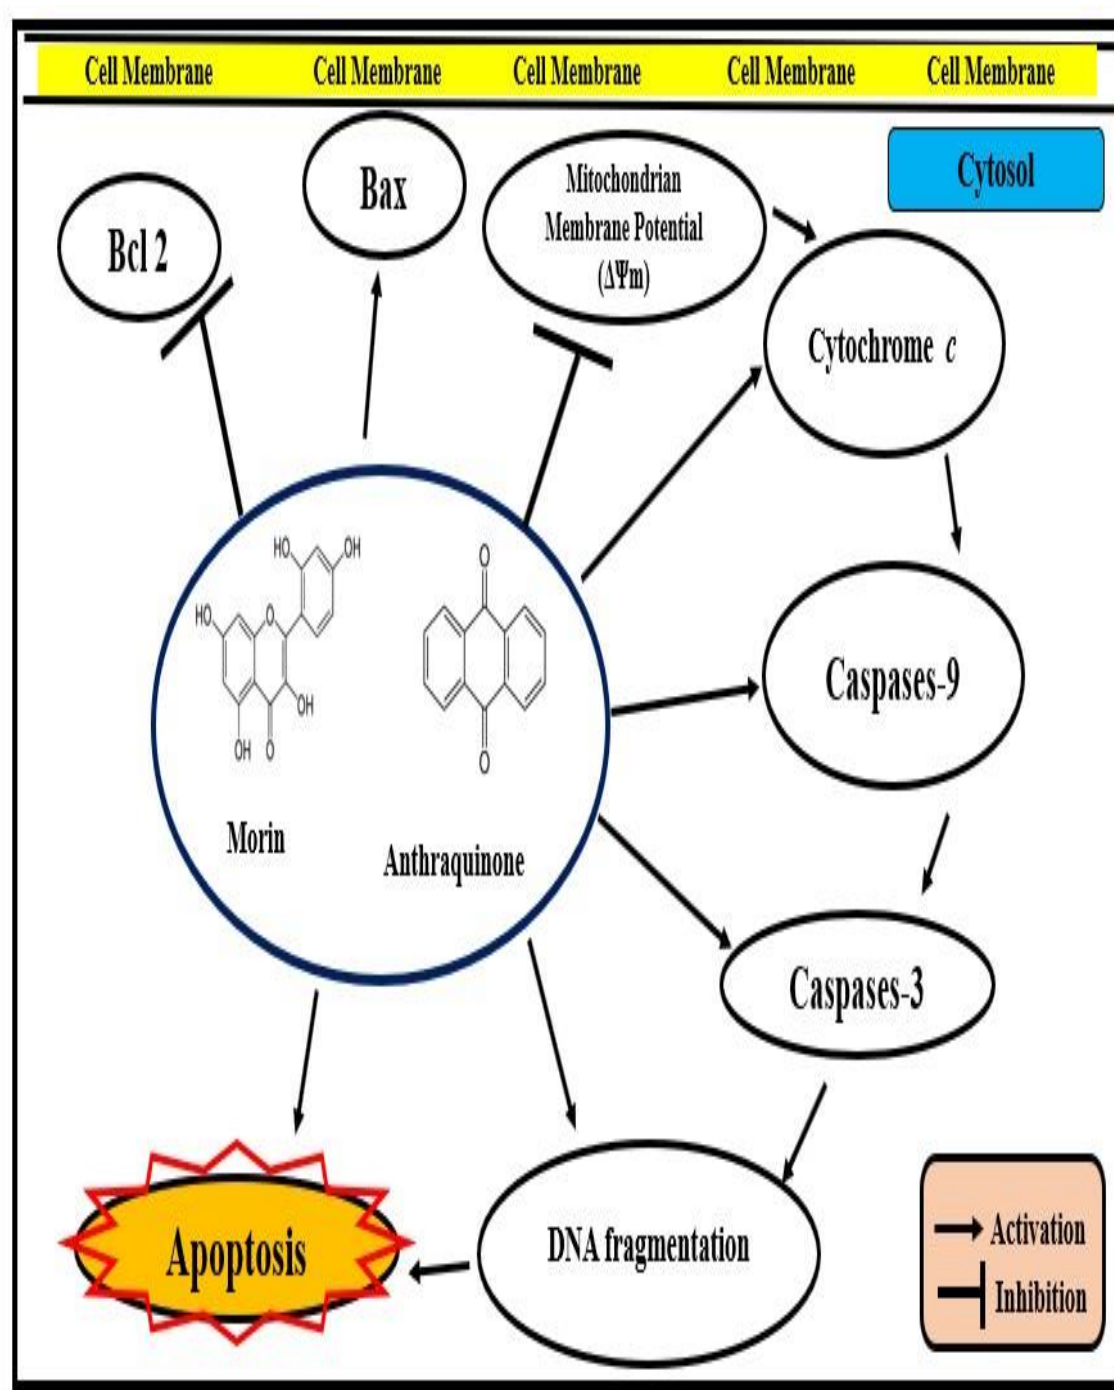 Cell Membrane Cell Membrane Cell Membrane Cell Membrane Cell Membrane
Cytosol
Bcl 2
Bax
Mitochondrian
Membrane Potential
(ΔΨm)
Cytochrome c
HO
OH
HO
O
OH
OH
O
O
O
Morin
Anthraquinone
Caspases-9
Caspases-3
DNA fragmentation
Apoptosis
Activation
Inhibition